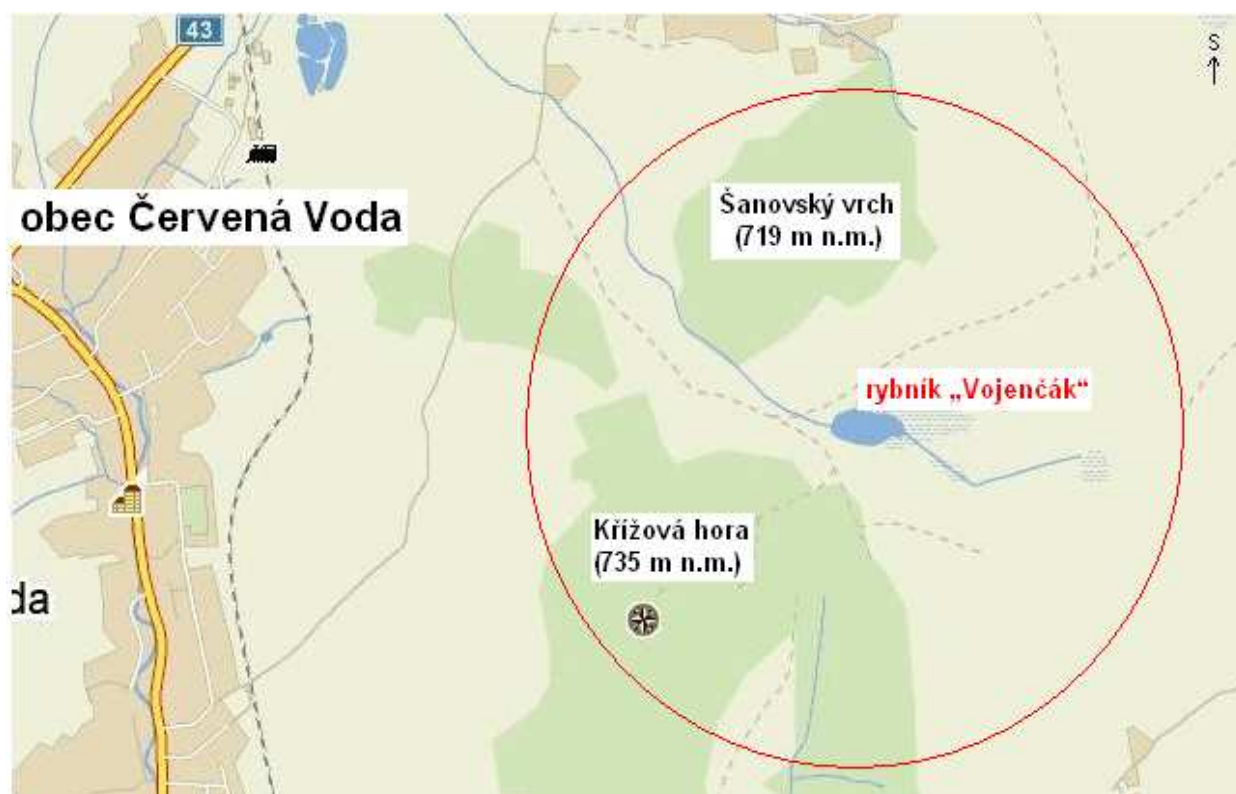 43
S
obec Červená Voda
Šanovský vrch
(719 m n.m.)
rybník „Vojenčák“
Křížová hora
(735 m n.m.)
da